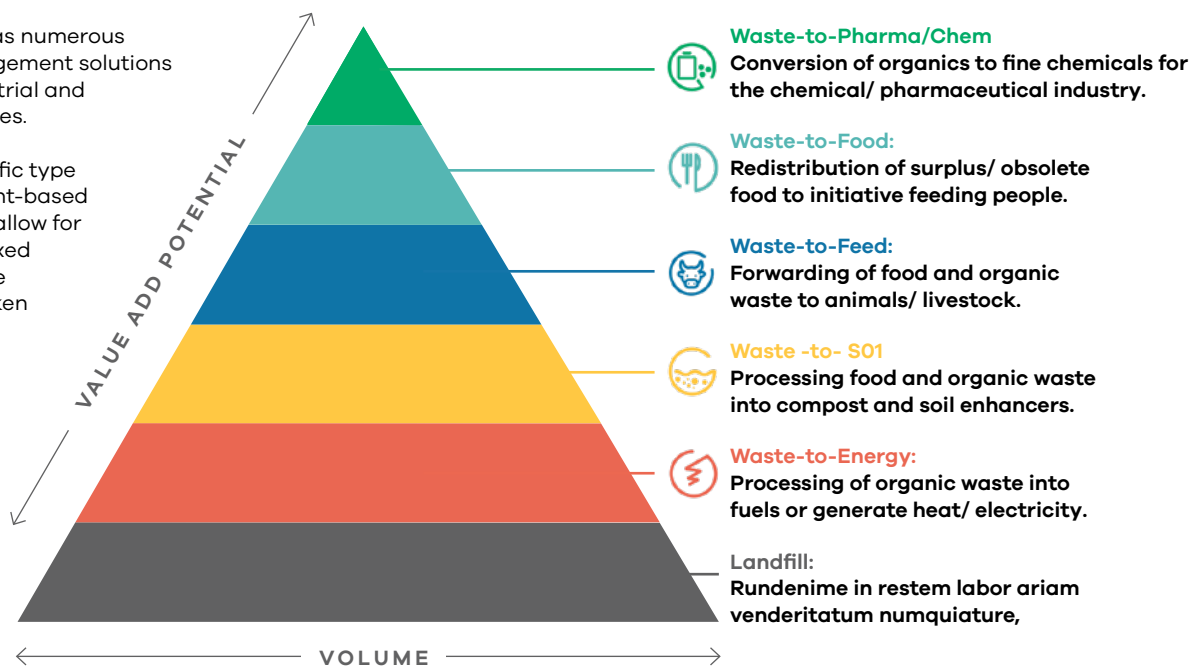 as numerous
gement solutions
trial and
es.
fic type
nt-based
allow for
xed
e
ken
VALUE ADD POTENTIAL
VOLUME
Waste-to-Pharma/Chem
Conversion of organics to fine chemicals for
the chemical/ pharmaceutical industry.
Waste-to-Food:
Redistribution of surplus/ obsolete
food to initiative feeding people.
Waste-to-Feed:
Forwarding of food and organic
waste to animals/ livestock.
Waste -to- S01
Processing food and organic waste
into compost and soil enhancers.
Waste-to-Energy:
Processing of organic waste into
fuels or generate heat/ electricity.
Landfill:
Rundenime in restem labor ariam
venderitatum numquiature,